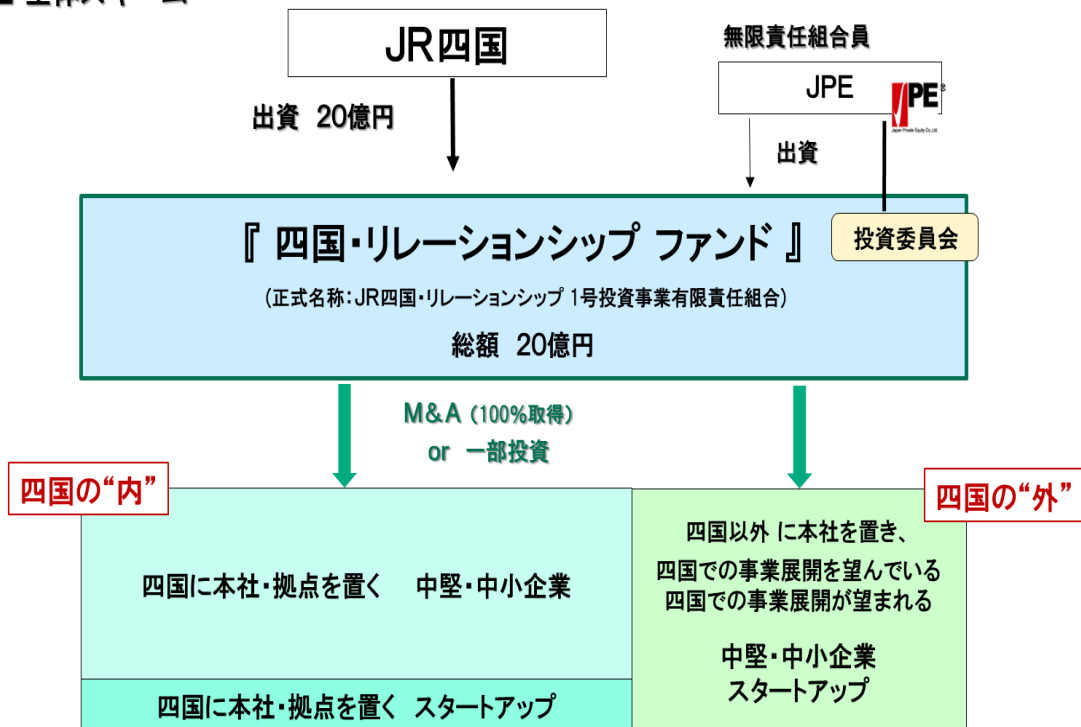 JR四国
無限責任組合員
JPE
JPE
Japan Private Equity Co.,Ltd.
出資 20億円
出資
『 四国・リレーションシップ ファンド 』
投資委員会
(正式名称：JR四国・リレーションシップ 1号投資事業有限責任組合)
総額 20億円
M&A (100%取得)
or 一部投資
四国の“内”
四国の“外”
四国に本社・拠点を置く 中堅・中小企業
四国に本社・拠点を置く スタートアップ
四国以外 に本社を置き、
四国での事業展開を望んでいる
四国での事業展開が望まれる
中堅・中小企業
スタートアップ